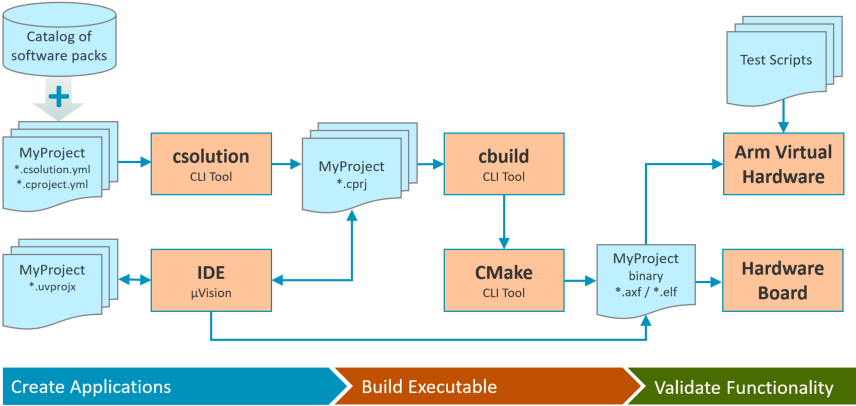 Catalog of
software packs
Test Scripts
MyProject
*.csolution.yml
*.cproject.yml
csolution
CLI Tool
MyProject
*.cprj
cbuild
CLI Tool
Arm Virtual
Hardware
MyProject
*.uvprojx
IDE
µVision
CMake
CLI Tool
MyProject
binary
*.axf / *.elf
Hardware
Board
Create Applications
Build Executable
Validate Functionality